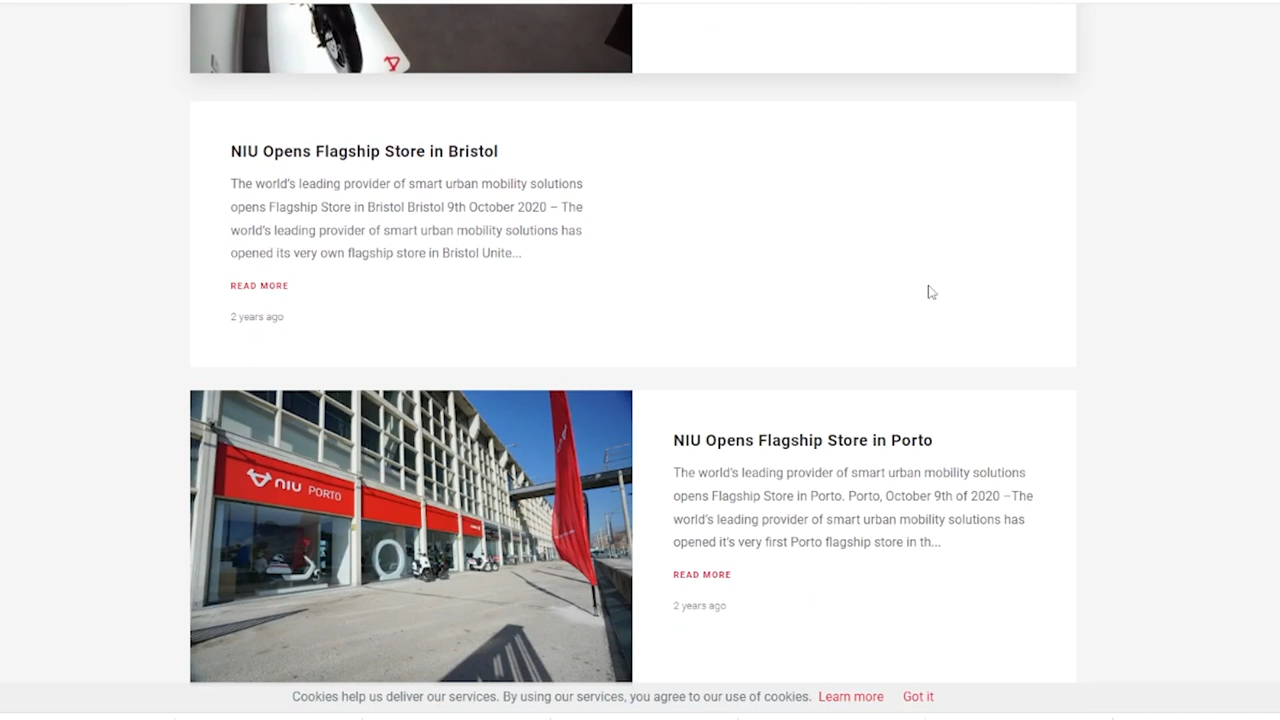 NIU Opens Flagship Store in Bristol
The world's leading provider of smart urban mobility solutions
opens Flagship Store in Bristol Bristol 9th October 2020 – The
world's leading provider of smart urban mobility solutions has
opened its very own flagship store in Bristol Unite...
READ MORE
2 years ago
NIU PORTO
NIU Opens Flagship Store in Porto
The world's leading provider of smart urban mobility solutions
opens Flagship Store in Porto. Porto, October 9th of 2020 –The
world's leading provider of smart urban mobility solutions has
opened it's very first Porto flagship store in th...
READ MORE
2 years ago
Cookies help us deliver our services. By using our services, you agree to our use of cookies. Learn more Got it